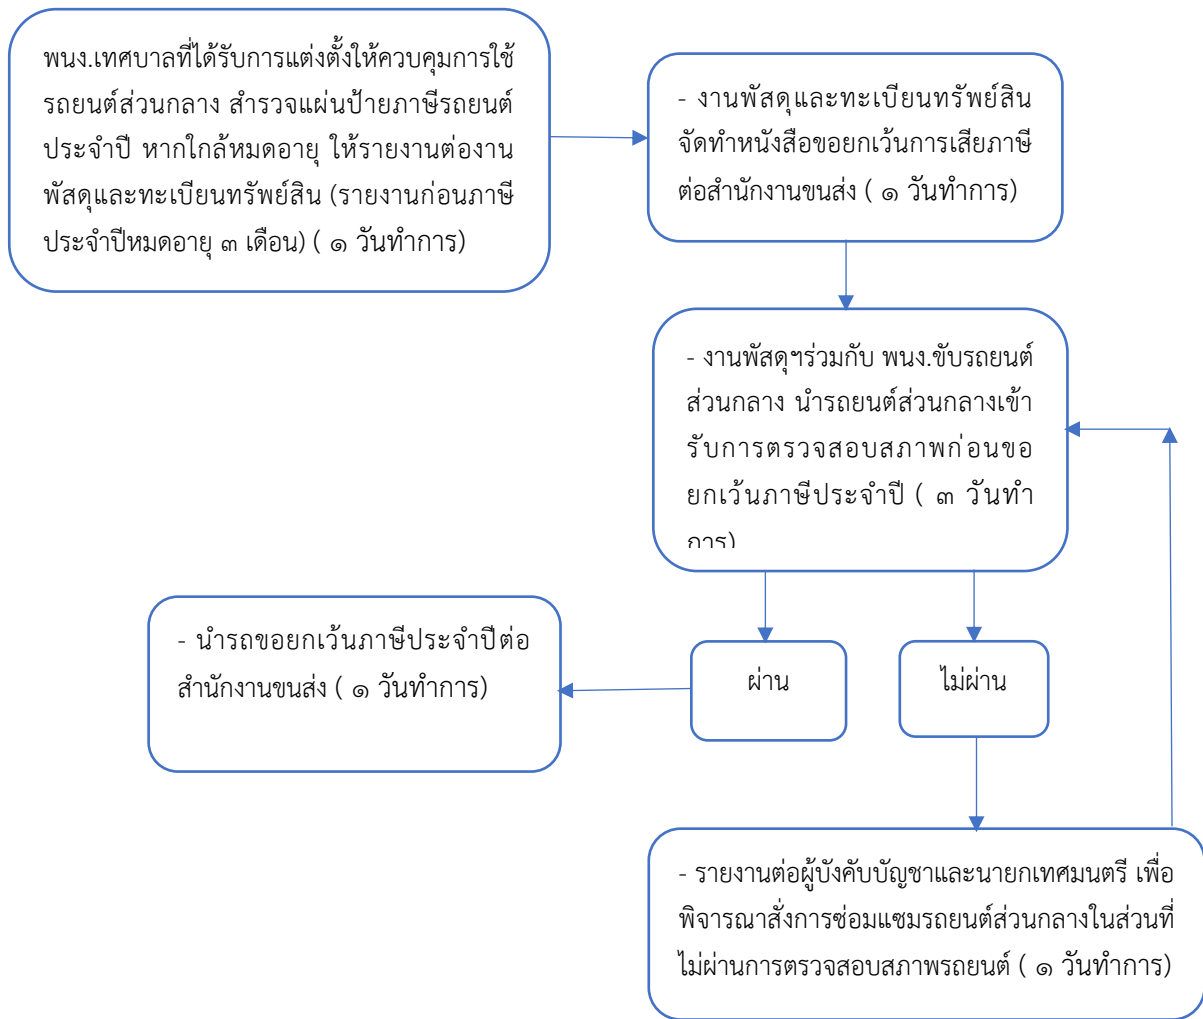 พนง.เทศบาลที่ได้รับการแต่งตั้งให้ควบคุมการใช้
รถยนต์ส่วนกลาง สำรวจแผ่นป้ายภาษีรถยนต์
ประจำปี หากใกล้หมดอายุ ให้รายงานต่องาน
พัสดุและทะเบียนทรัพย์สิน (รายงานก่อนภาษี
ประจำปีหมดอายุ ๓ เดือน) ( ๑ วันทำการ)
- งานพัสดุและทะเบียนทรัพย์สิน
จัดทำหนังสือขอยกเว้นการเสียภาษี
ต่อสำนักงานขนส่ง ( ๑ วันทำการ)
- งานพัสดุฯร่วมกับ พนง.ขับรถยนต์
ส่วนกลาง นำรถยนต์ส่วนกลางเข้า
รับการตรวจสอบสภาพก่อนขอ
ยกเว้นภาษีประจำปี ( ๓ วันทำ
การ)
- นำรถขอยกเว้นภาษีประจำปีต่อ
สำนักงานขนส่ง ( ๑ วันทำการ)
ผ่าน
ไม่ผ่าน
- รายงานต่อผู้บังคับบัญชาและนายกเทศมนตรี เพื่อ
พิจารณาสั่งการซ่อมแซมรถยนต์ส่วนกลางในส่วนที่
ไม่ผ่านการตรวจสอบสภาพรถยนต์ ( ๑ วันทำการ)